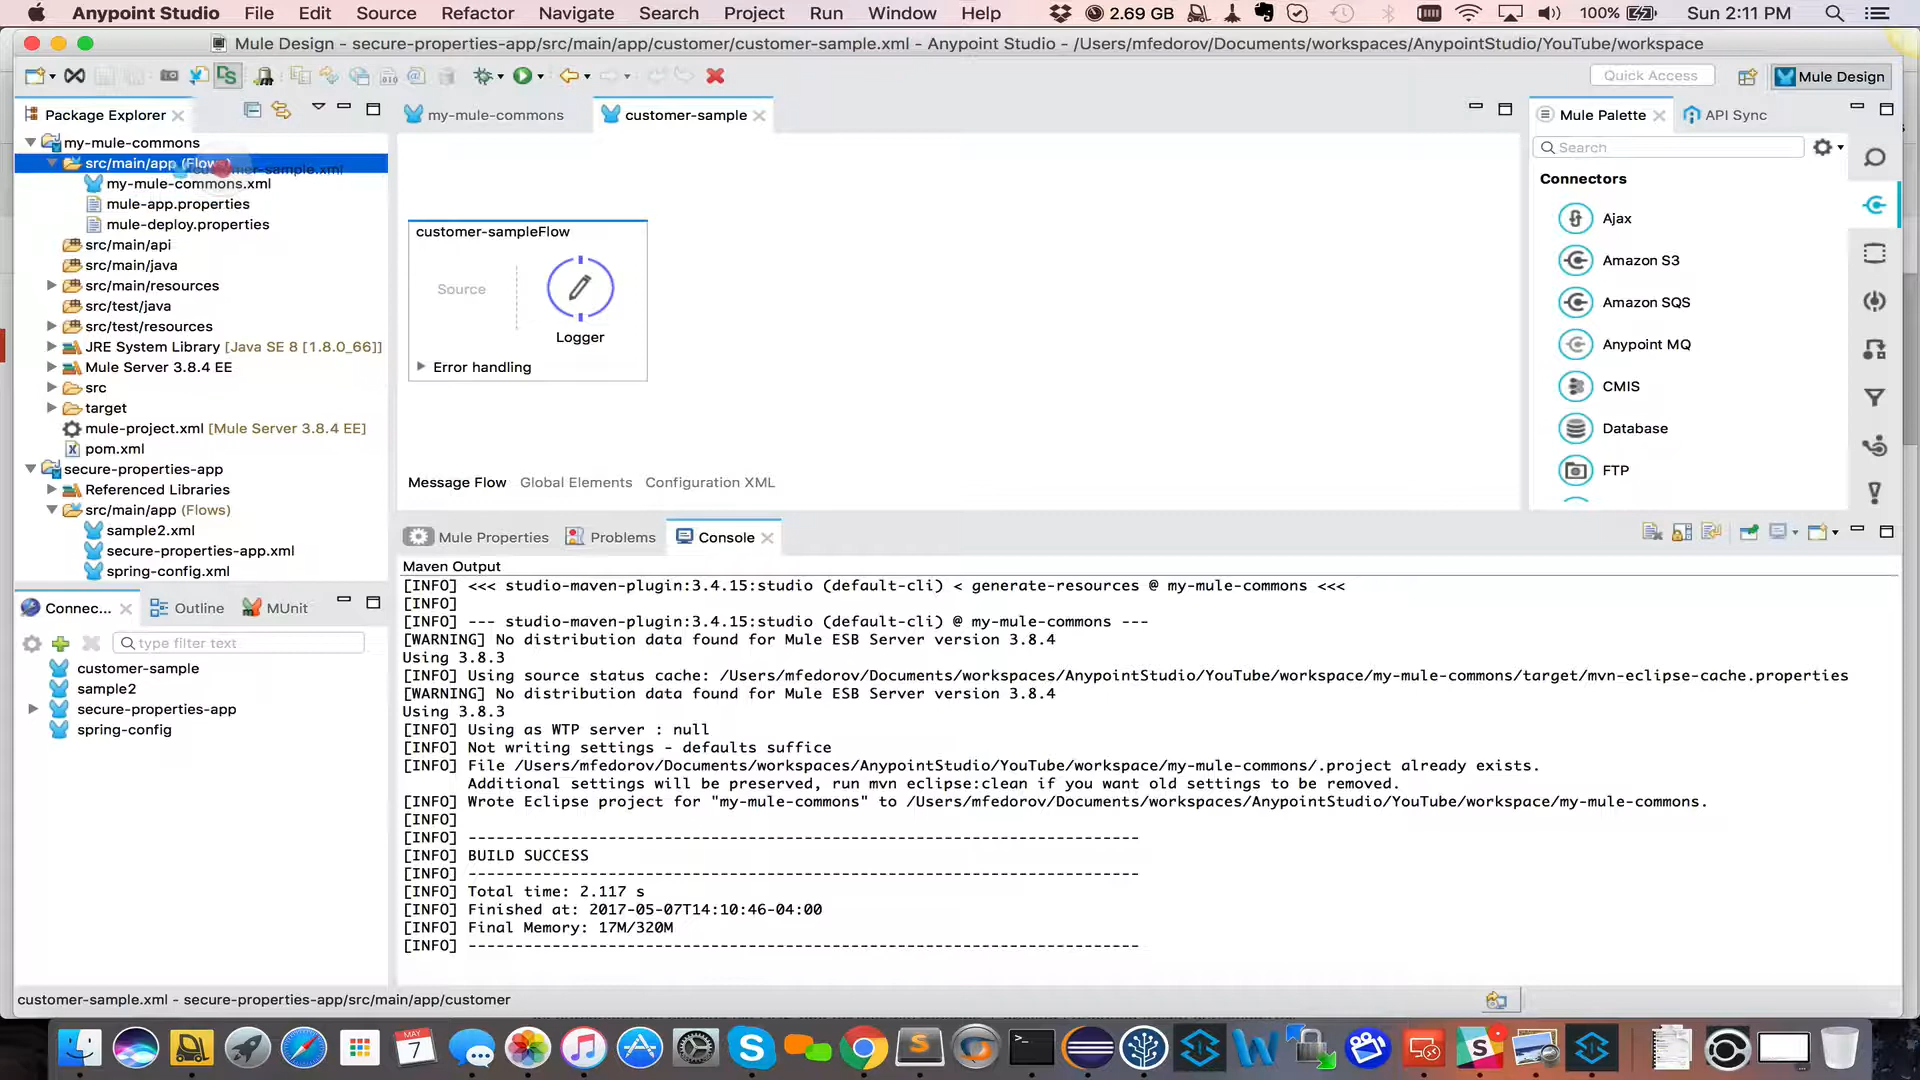 Anypoint Studio File Edit Source Refactor Navigate Search Project Run Window Help 2.69 GB 100% Sun 2:11 PM
Mule Design - secure-properties-app/src/main/app/customer/customer-sample.xml - Anypoint Studio - /Users/mfedorov/Documents/workspaces/AnypointStudio/YouTube/workspace
Quick Access Mule Design
Package Explorer
my-mule-commons
src/main/app (Flows)
customer-sample.xml
my-mule-commons.xml
mule-app.properties
mule-deploy.properties
src/main/api
src/main/java
src/main/resources
src/test/java
src/test/resources
JRE System Library [Java SE 8 [1.8.0_66]]
Mule Server 3.8.4 EE
src
target
mule-project.xml [Mule Server 3.8.4 EE]
pom.xml
secure-properties-app
Referenced Libraries
src/main/app (Flows)
sample2.xml
secure-properties-app.xml
spring-config.xml
Connec... Outline MUnit
type filter text
customer-sample
sample2
secure-properties-app
spring-config
my-mule-commons customer-sample
customer-sampleFlow
Source
Logger
Error handling
Message Flow Global Elements Configuration XML
Mule Palette API Sync
Search
Connectors
Ajax
Amazon S3
Amazon SQS
Anypoint MQ
CMIS
Database
FTP
Mule Properties Problems Console
Maven Output
[INFO] <<< studio-maven-plugin:3.4.15:studio (default-cli) < generate-resources @ my-mule-commons <<<
[INFO]
[INFO] --- studio-maven-plugin:3.4.15:studio (default-cli) @ my-mule-commons ---
[WARNING] No distribution data found for Mule ESB Server version 3.8.4
Using 3.8.3
[INFO] Using source status cache: /Users/mfedorov/Documents/workspaces/AnypointStudio/YouTube/workspace/my-mule-commons/target/mvn-eclipse-cache.properties
[WARNING] No distribution data found for Mule ESB Server version 3.8.4
Using 3.8.3
[INFO] Using as WTP server : null
[INFO] Not writing settings - defaults suffice
[INFO] File /Users/mfedorov/Documents/workspaces/AnypointStudio/YouTube/workspace/my-mule-commons/.project already exists.
Additional settings will be preserved, run mvn eclipse:clean if you want old settings to be removed.
[INFO] Wrote Eclipse project for "my-mule-commons" to /Users/mfedorov/Documents/workspaces/AnypointStudio/YouTube/workspace/my-mule-commons.
[INFO]
[INFO] ------------------------------------------------------------------------
[INFO] BUILD SUCCESS
[INFO] ------------------------------------------------------------------------
[INFO] Total time: 2.117 s
[INFO] Finished at: 2017-05-07T14:10:46-04:00
[INFO] Final Memory: 17M/320M
[INFO] ------------------------------------------------------------------------
customer-sample.xml - secure-properties-app/src/main/app/customer
MAY
7